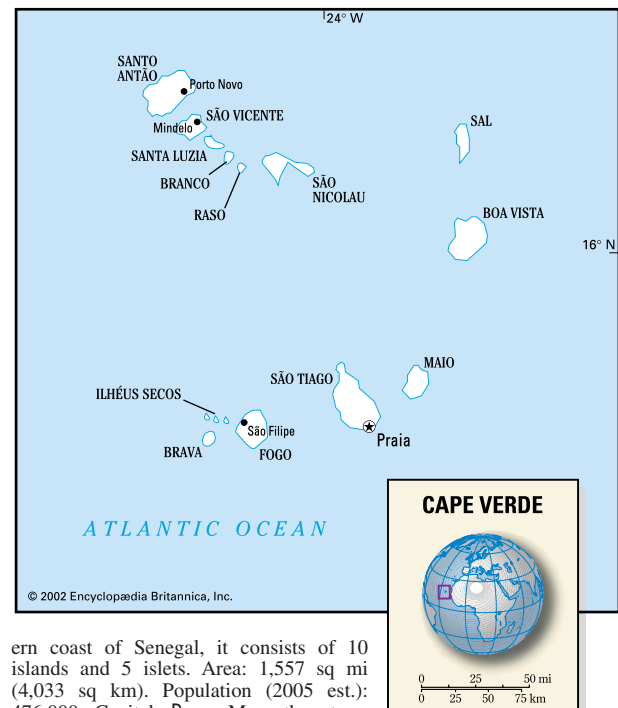 24° W
SANTO
ANTÃO
Porto Novo
SÃO VICENTE
Mindelo
SANTA LUZIA
BRANCO
RASO
SÃO
NICOLAU
SAL
BOA VISTA
16° N
MAIO
SÃO TIAGO
ILHÉUS SECOS
São Filipe
Praia
BRAVA
FOGO
ATLANTIC OCEAN
© 2002 Encyclopædia Britannica, Inc.
CAPE VERDE
0 25 50 mi
0 25 50 75 km
ern coast of Senegal, it consists of 10
islands and 5 islets. Area: 1,557 sq mi
(4,033 sq km). Population (2005 est.):